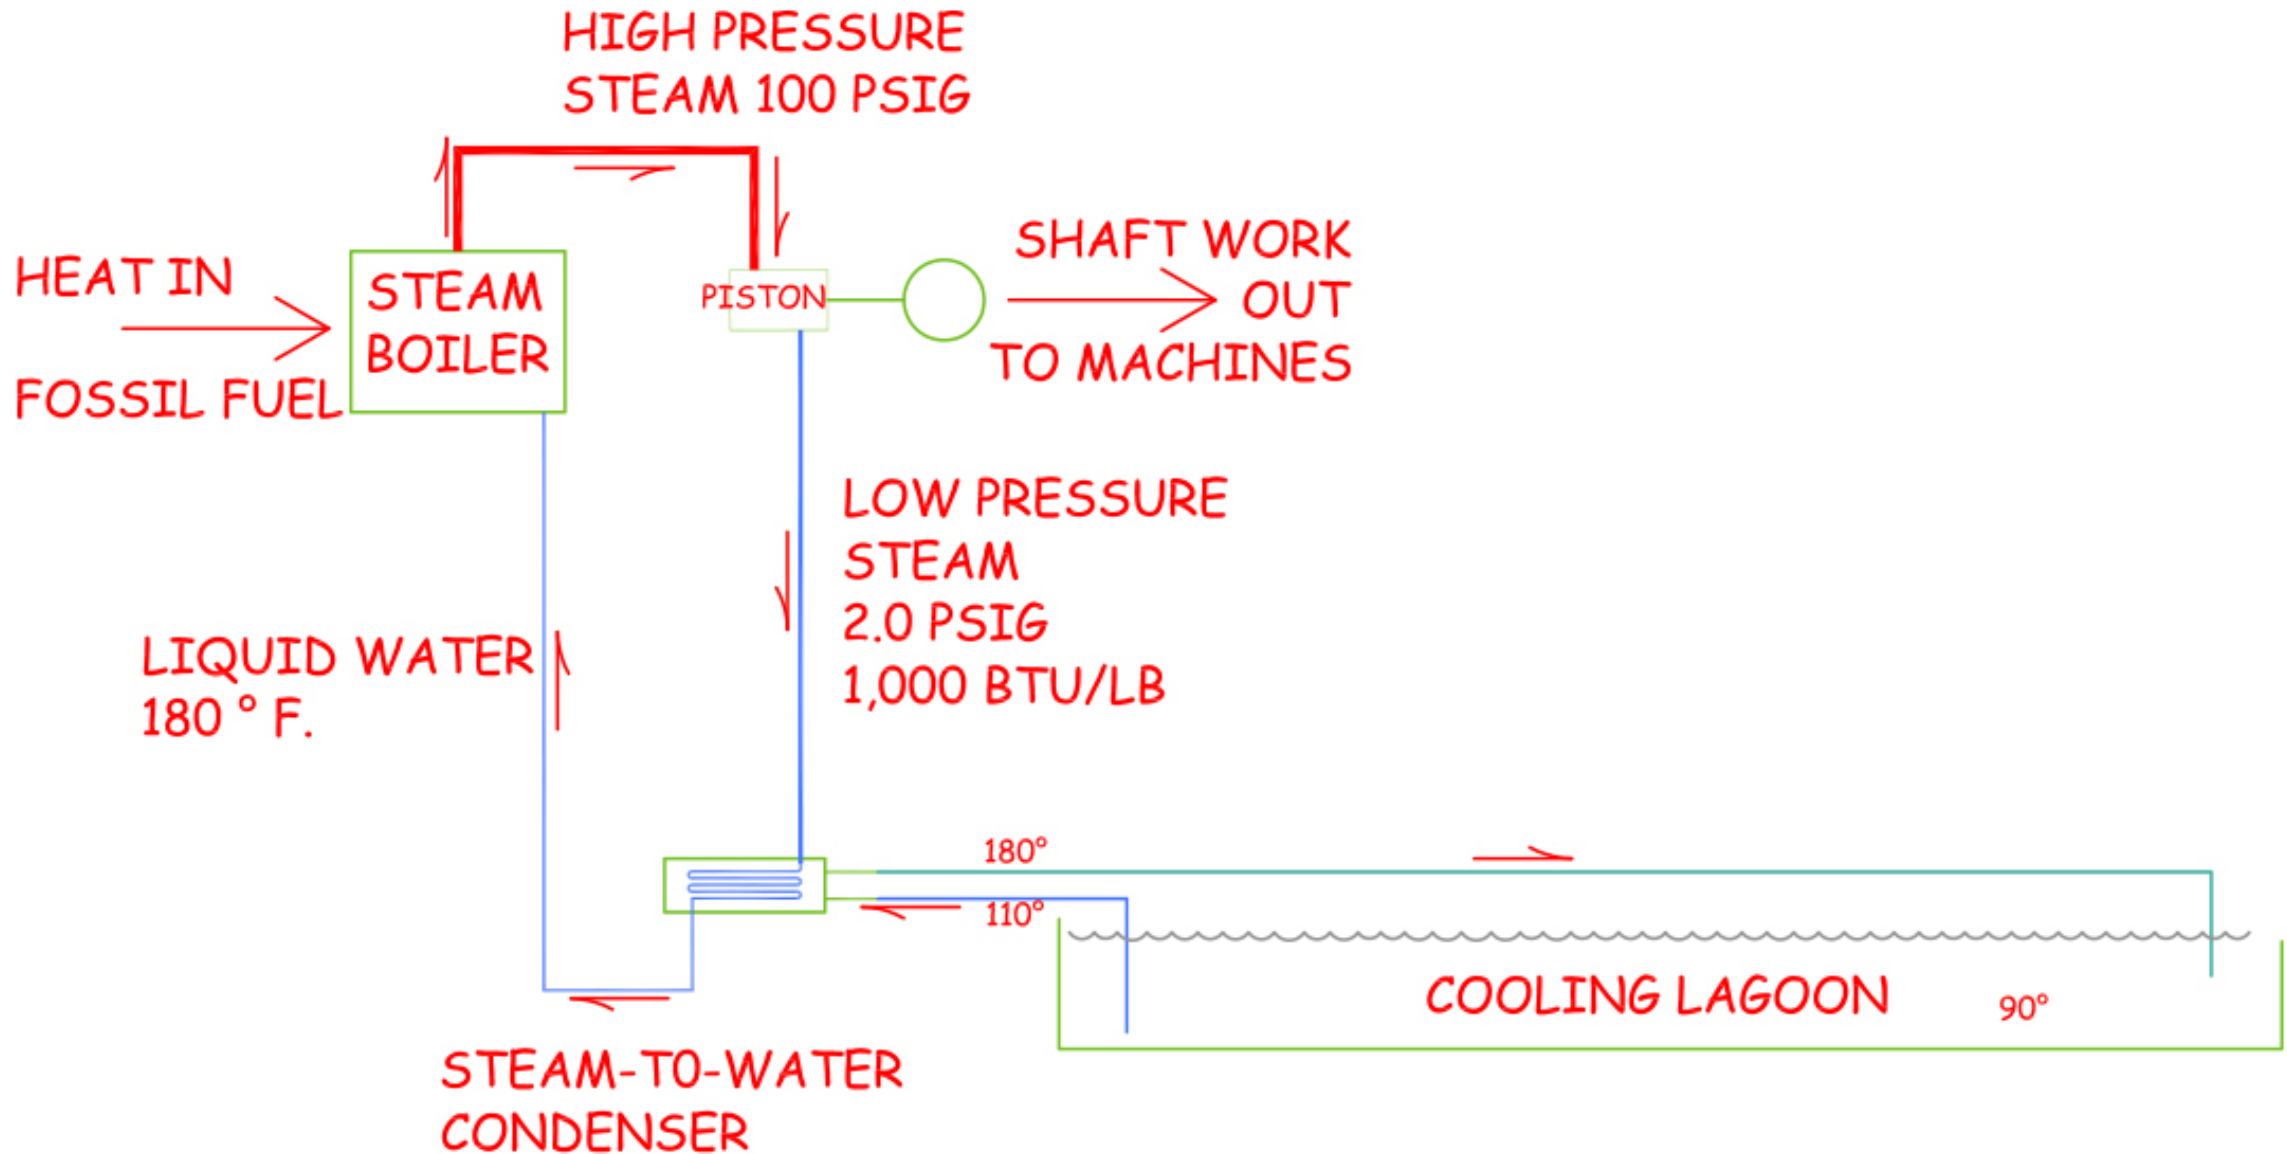 HIGH PRESSURE
STEAM 100 PSIG
HEAT IN
FOSSIL FUEL
STEAM
BOILER
PISTON
SHAFT WORK
OUT
TO MACHINES
LOW PRESSURE
STEAM
2.0 PSIG
1,000 BTU/LB
LIQUID WATER
180 ° F.
180°
110°
COOLING LAGOON
90°
STEAM-TO-WATER
CONDENSER